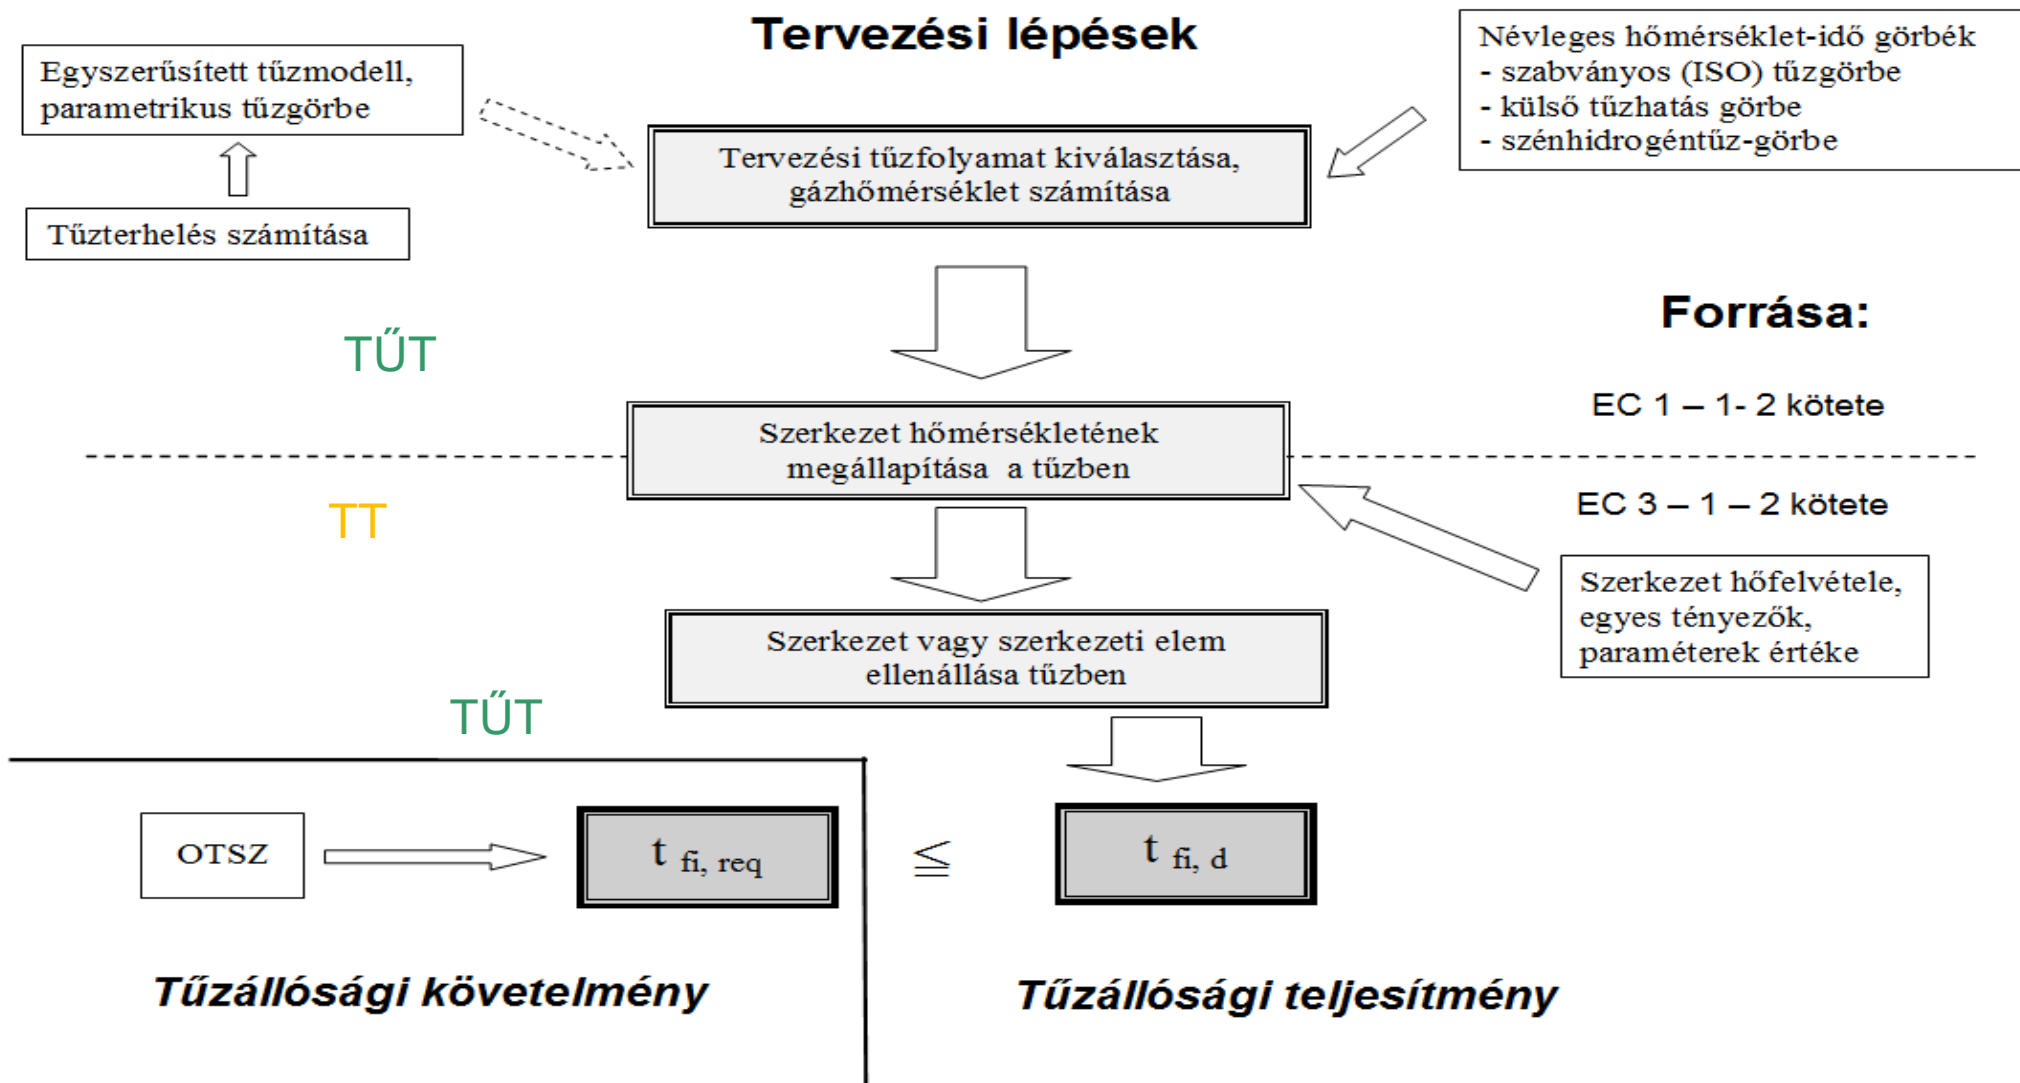 Tervezési lépések
Egyszerűsített tűzmodell,
parametrikus tűzgörbe
Tűzterhelés számítása
Névleges hőmérséklet-idő görbék
- szabványos (ISO) tűzgörbe
- külső tűzhatás görbe
- szénhidrogéntűz-görbe
Tervezési tűzfolyamat kiválasztása,
gázhőmérséklet számítása
Forrása:
TŰT
EC 1 – 1- 2 kötete
Szerkezet hőmérsékletének
megállapítása a tűzben
TT
EC 3 – 1 – 2 kötete
Szerkezet hőfelvétele,
egyes tényezők,
paraméterek értéke
Szerkezet vagy szerkezeti elem
ellenállása tűzben
TŰT
OTSZ
t fi, req
≦
t fi, d
Tűzállósági követelmény
Tűzállósági teljesítmény